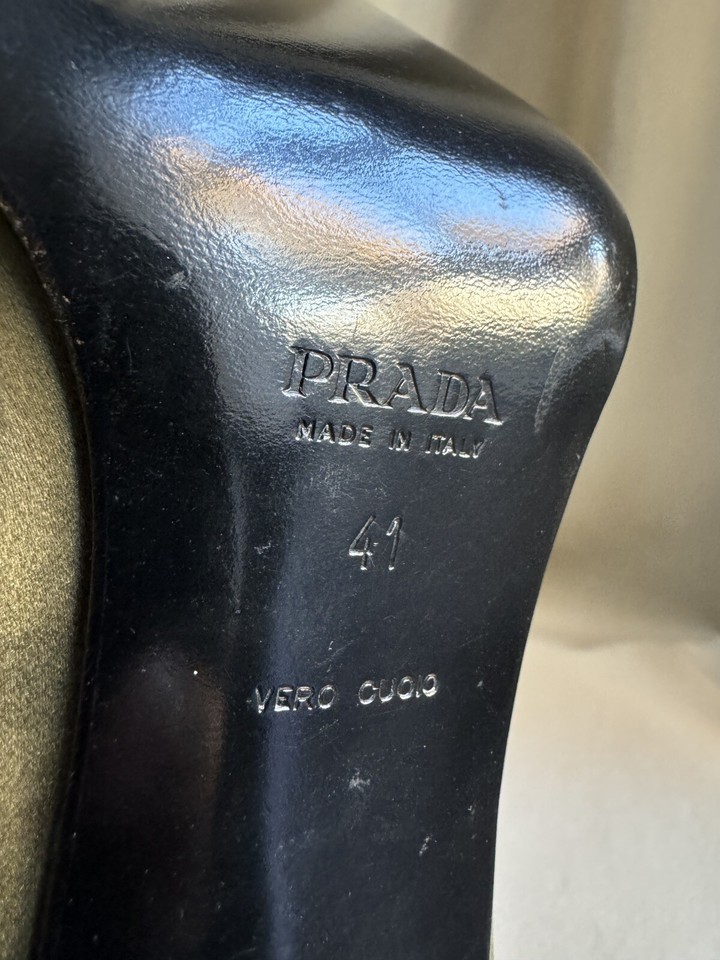 PRADA
MADE IN ITALY
41
VERO CUOIO